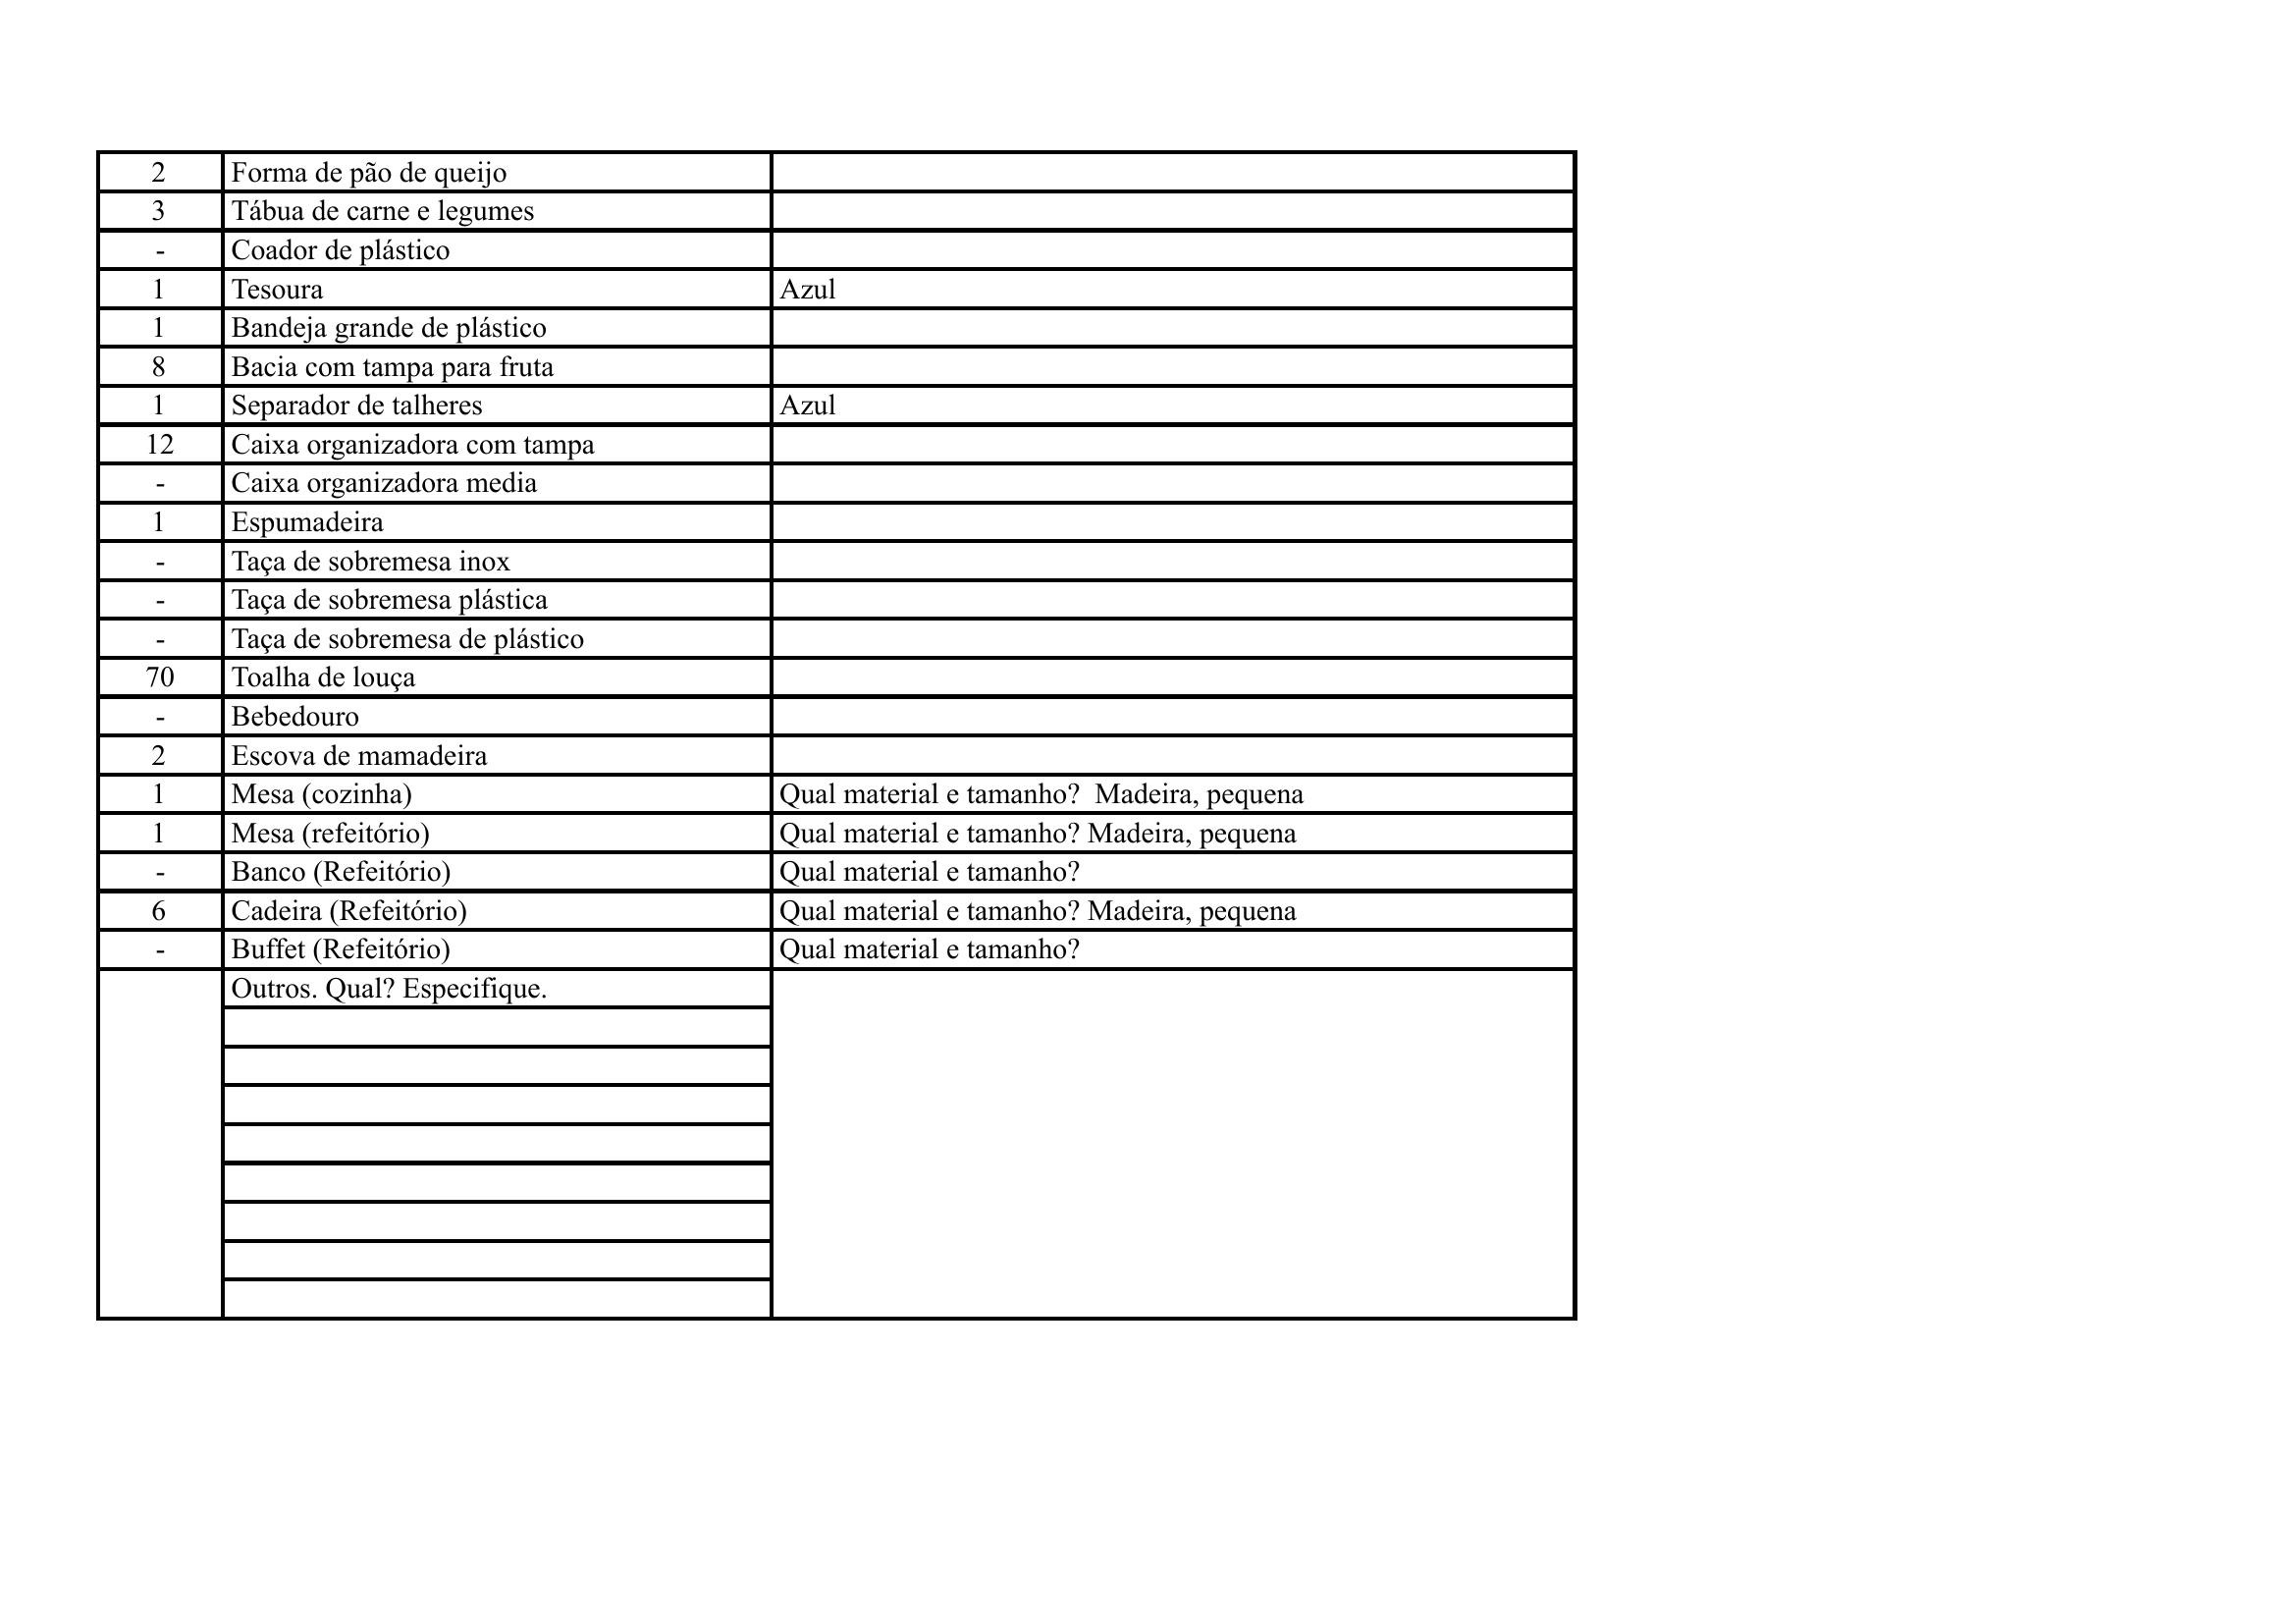 2 Forma de pão de queijo
3 Tábua de carne e legumes
- Coador de plástico
1 Tesoura Azul
1 Bandeja grande de plástico
8 Bacia com tampa para fruta
1 Separador de talheres Azul
12 Caixa organizadora com tampa
- Caixa organizadora media
1 Espumadeira
- Taça de sobremesa inox
- Taça de sobremesa plástica
- Taça de sobremesa de plástico
70 Toalha de louça
- Bebedouro
2 Escova de mamadeira
1 Mesa (cozinha) Qual material e tamanho?  Madeira, pequena
1 Mesa (refeitório) Qual material e tamanho? Madeira, pequena
- Banco (Refeitório) Qual material e tamanho?
6 Cadeira (Refeitório) Qual material e tamanho? Madeira, pequena
- Buffet (Refeitório) Qual material e tamanho?
Outros. Qual? Especifique.